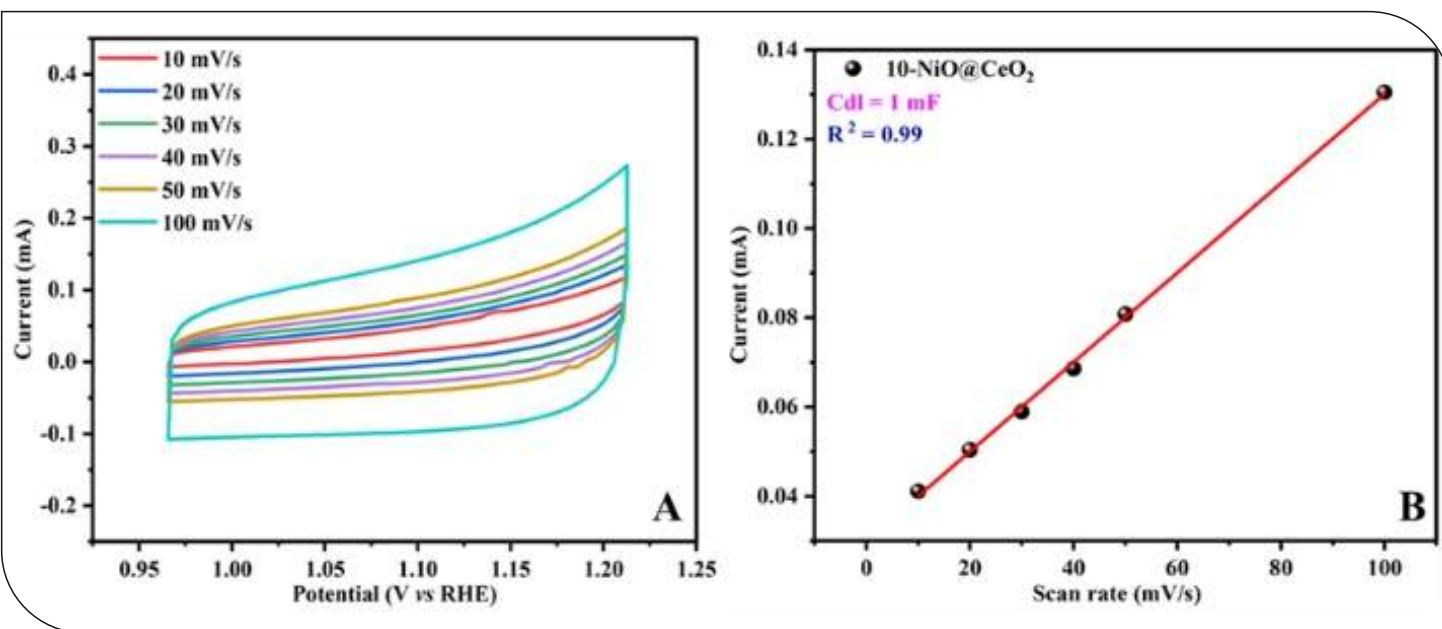 10 mV/s
20 mV/s
30 mV/s
40 mV/s
50 mV/s
100 mV/s
Current (mA)
0.4
0.3
0.2
0.1
0.0
-0.1
-0.2
A
0.95 1.00 1.05 1.10 1.15 1.20 1.25
Potential (V vs RHE)
10-NiO@CeO₂
Cdl = 1 mF
R² = 0.99
Current (mA)
0.14
0.12
0.10
0.08
0.06
0.04
B
0 20 40 60 80 100
Scan rate (mV/s)